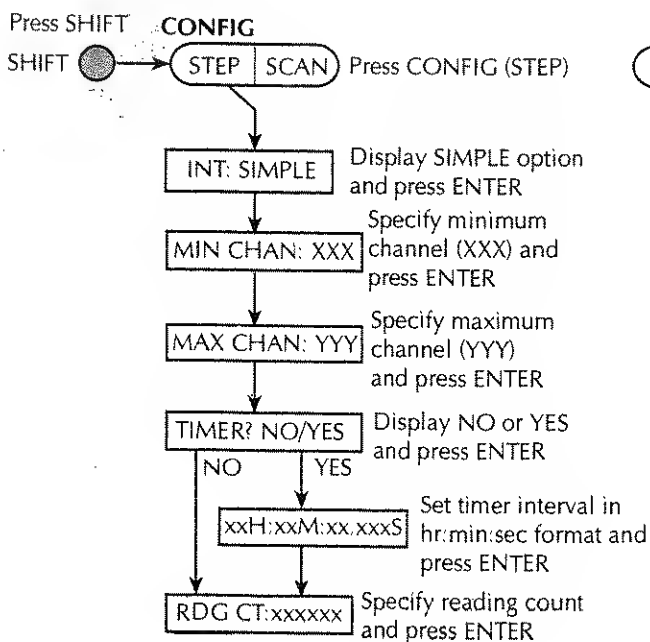 Press SHIFT CONFIG
SHIFT STEP SCAN Press CONFIG (STEP)
INT: SIMPLE
Display SIMPLE option
and press ENTER
MIN CHAN: XXX
Specify minimum
channel (XXX) and
press ENTER
MAX CHAN: YYY
Specify maximum
channel (YYY)
and press ENTER
TIMER? NO/YES
Display NO or YES
and press ENTER
NO YES
xxH:xxM:xx.xxxS
Set timer interval in
hr:min:sec format and
press ENTER
RDG CT:xxxxxx
Specify reading count
and press ENTER